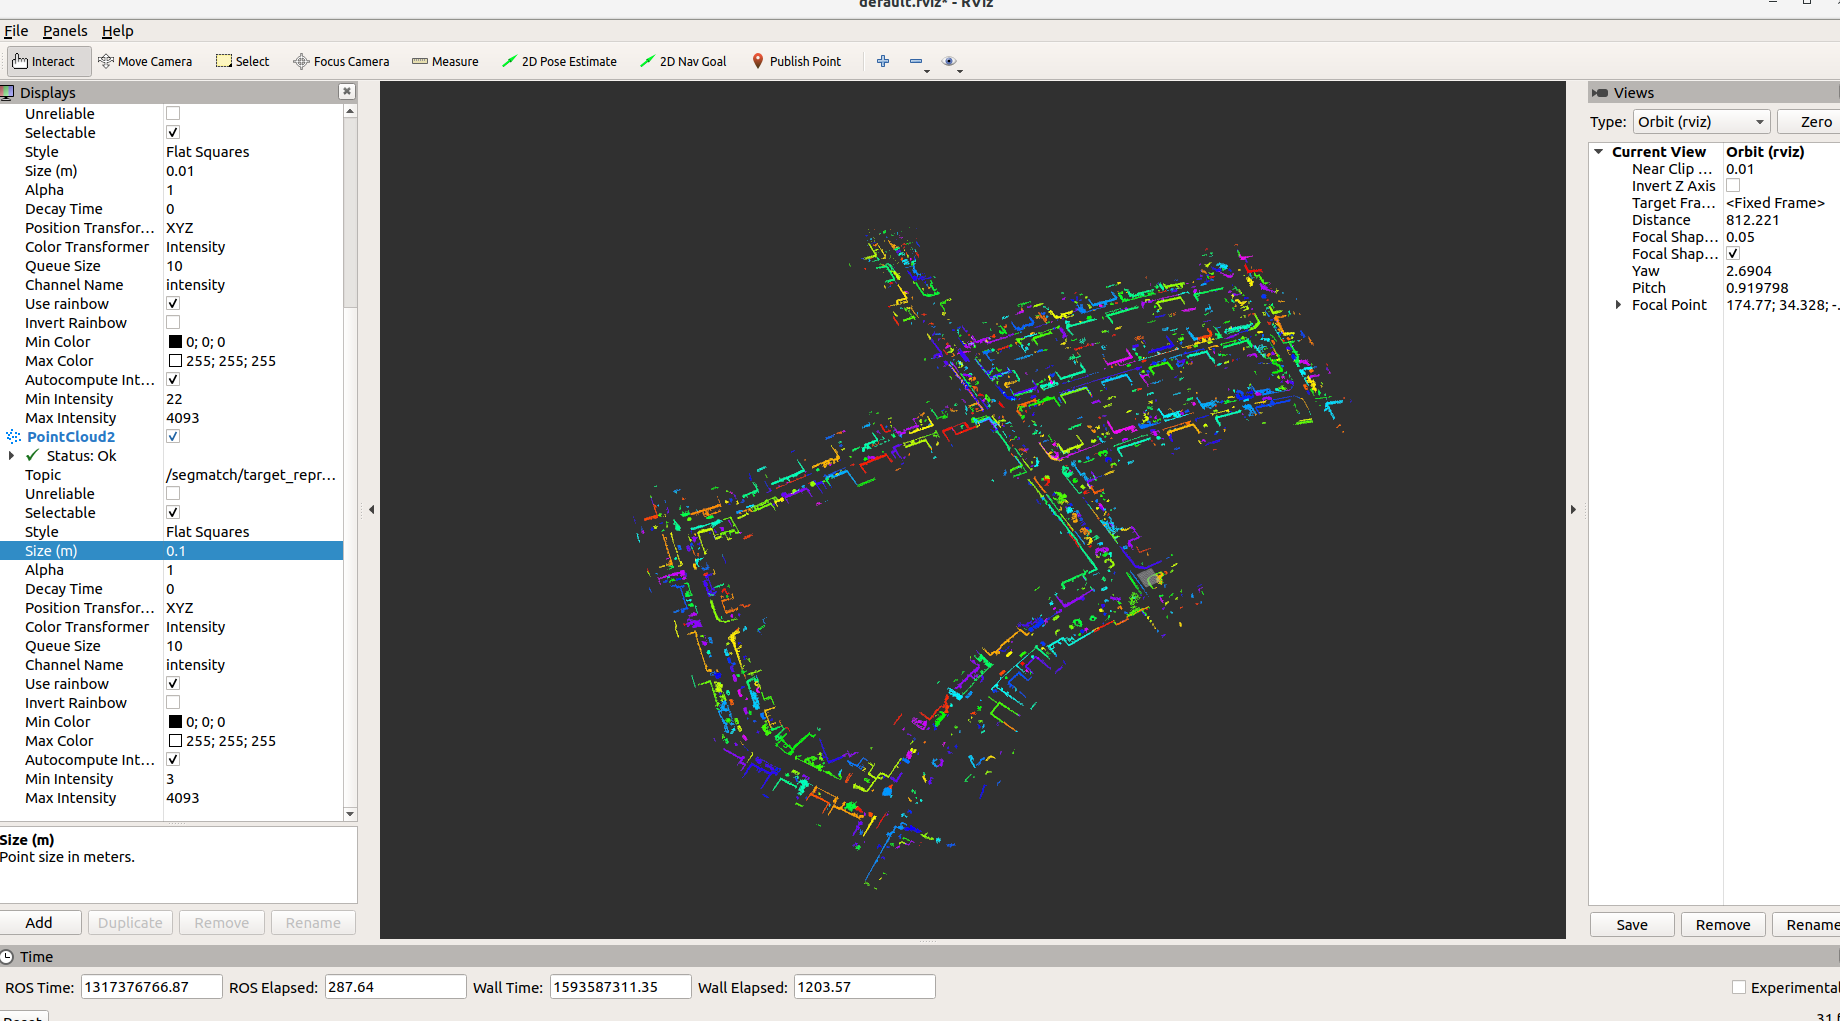 default.rviz* - RViz
File Panels Help
Interact Move Camera Select Focus Camera Measure 2D Pose Estimate 2D Nav Goal Publish Point
Displays
Unreliable
Selectable
Style Flat Squares
Size (m) 0.01
Alpha 1
Decay Time 0
Position Transfor... XYZ
Color Transformer Intensity
Queue Size 10
Channel Name intensity
Use rainbow
Invert Rainbow
Min Color 0; 0; 0
Max Color 255; 255; 255
Autocompute Int...
Min Intensity 22
Max Intensity 4093
PointCloud2
Status: Ok
Topic /segmatch/target_repr...
Unreliable
Selectable
Style Flat Squares
Size (m) 0.1
Alpha 1
Decay Time 0
Position Transfor... XYZ
Color Transformer Intensity
Queue Size 10
Channel Name intensity
Use rainbow
Invert Rainbow
Min Color 0; 0; 0
Max Color 255; 255; 255
Autocompute Int...
Min Intensity 3
Max Intensity 4093
Size (m)
Point size in meters.
Add Duplicate Remove Rename
Views
Type: Orbit (rviz) Zero
Current View Orbit (rviz)
Near Clip ... 0.01
Invert Z Axis
Target Fra... <Fixed Frame>
Distance 812.221
Focal Shap... 0.05
Focal Shap...
Yaw 2.6904
Pitch 0.919798
Focal Point 174.77; 34.328; -.
Save Remove Rename
Time
ROS Time: 1317376766.87 ROS Elapsed: 287.64 Wall Time: 1593587311.35 Wall Elapsed: 1203.57 Experimental
Reset 31 f